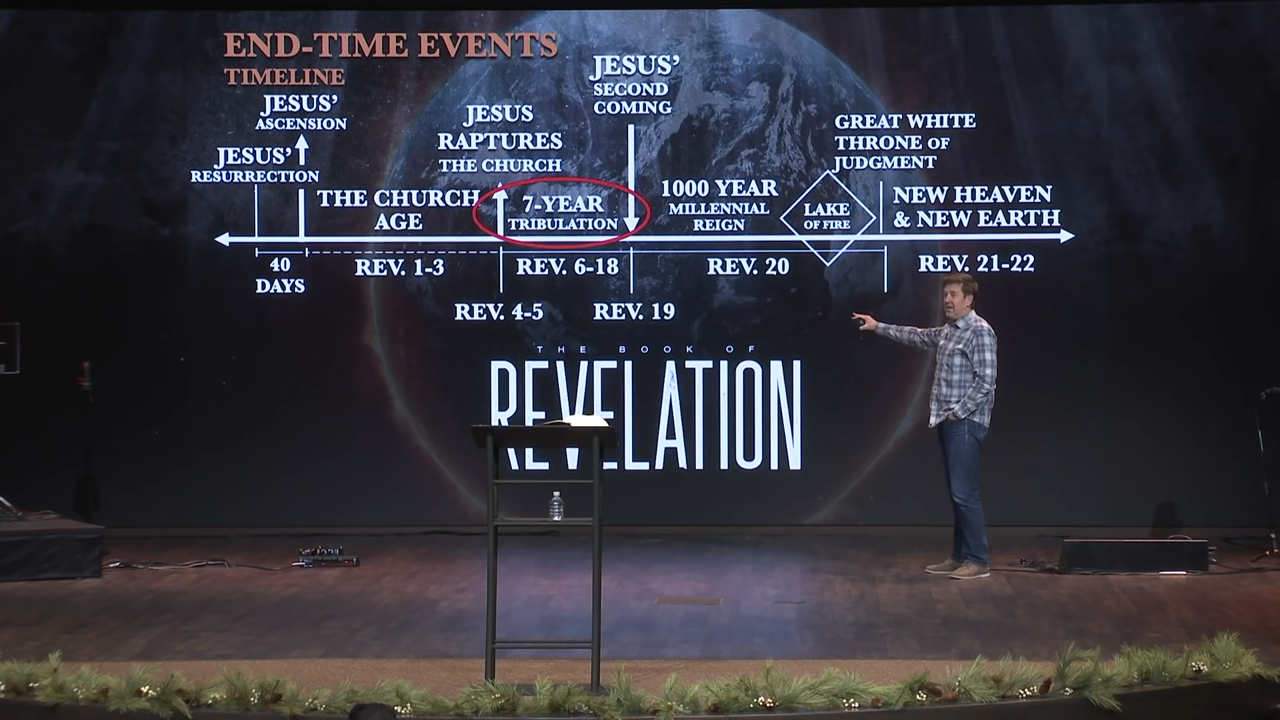 END-TIME EVENTS
TIMELINE
JESUS'
ASCENSION
JESUS'
RESURRECTION
THE CHURCH
AGE
JESUS
RAPTURES
THE CHURCH
7-YEAR
TRIBULATION
JESUS'
SECOND
COMING
1000 YEAR
MILLENNIAL
REIGN
LAKE
OF FIRE
GREAT WHITE
THRONE OF
JUDGMENT
NEW HEAVEN
& NEW EARTH
40
DAYS
REV. 1-3
REV. 4-5
REV. 6-18
REV. 19
REV. 20
REV. 21-22
THE BOOK OF
REVELATION